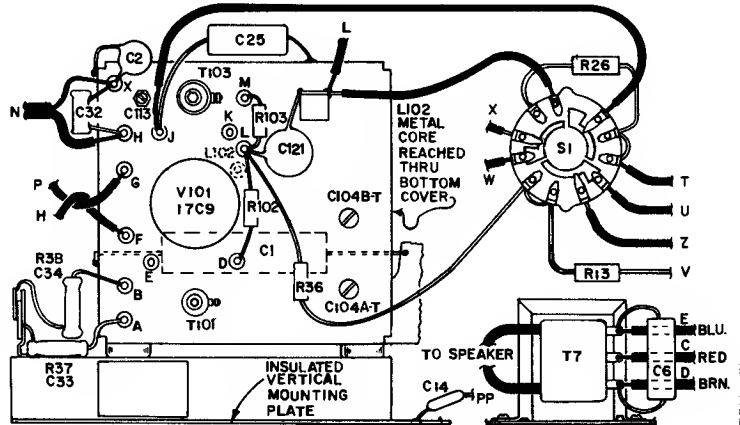 C2
C25
L
T103
R26
X
M
N
C32
C113
K
R103
H
J
L
L102
C121
L102
METAL
CORE
REACHED
THRU
BOTTOM
COVER
X
W
S1
P
H
G
F
V101
17C9
R102
C104B-T
T
U
Z
V
R3B
C34
E
C1
D
R36
R13
B
A
T101
C104A-T
R37
C33
INSULATED
VERTICAL
MOUNTING
PLATE
C14
PP
TO SPEAKER
T7
C6
E
BLU.
C
RED
D
BRN.